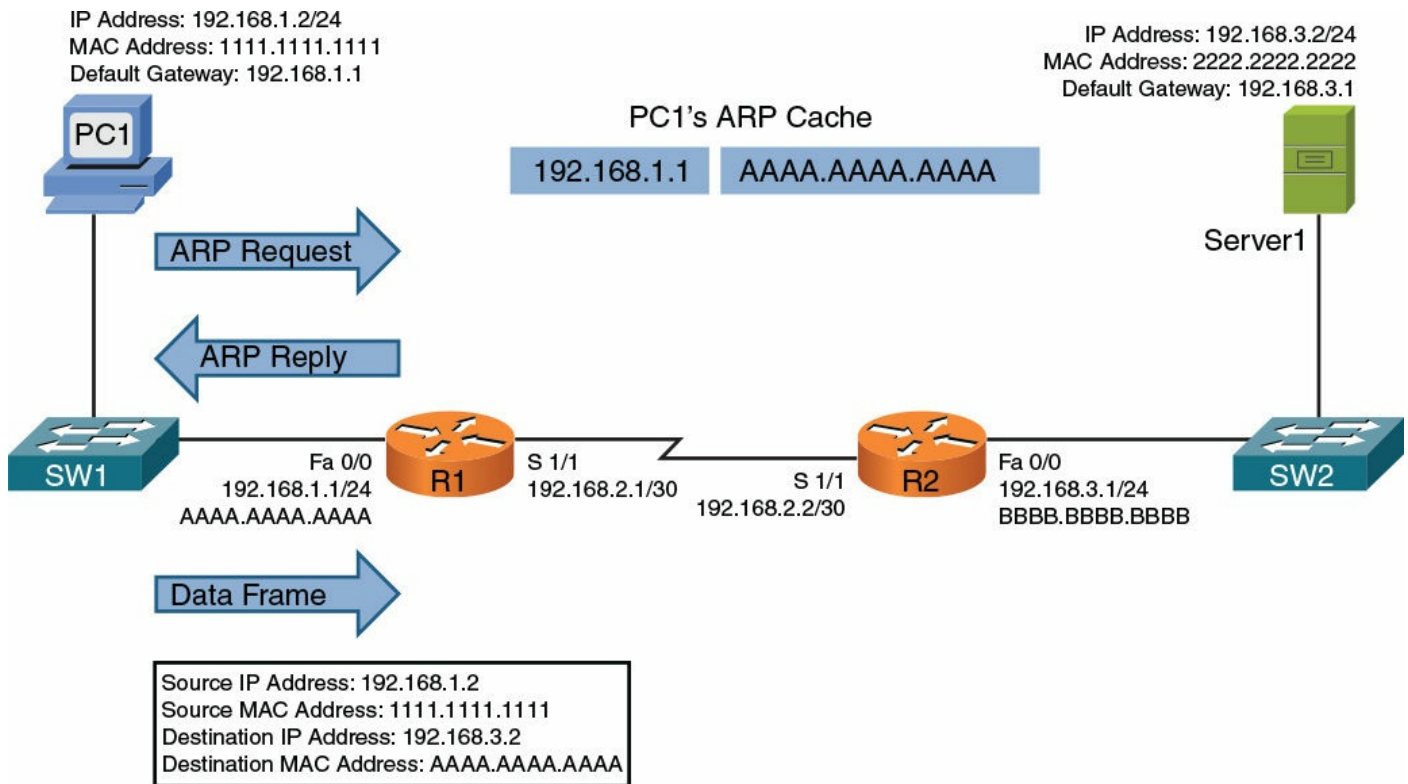 IP Address: 192.168.1.2/24
MAC Address: 1111.1111.1111
Default Gateway: 192.168.1.1
IP Address: 192.168.3.2/24
MAC Address: 2222.2222.2222
Default Gateway: 192.168.3.1
PC1
PC1's ARP Cache
192.168.1.1 AAAA.AAAA.AAAA
Server1
ARP Request
ARP Reply
SW1
Fa 0/0
192.168.1.1/24
AAAA.AAAA.AAAA
R1
S 1/1
192.168.2.1/30
S 1/1
192.168.2.2/30
R2
Fa 0/0
192.168.3.1/24
BBBB.BBBB.BBBB
SW2
Data Frame
Source IP Address: 192.168.1.2
Source MAC Address: 1111.1111.1111
Destination IP Address: 192.168.3.2
Destination MAC Address: AAAA.AAAA.AAAA